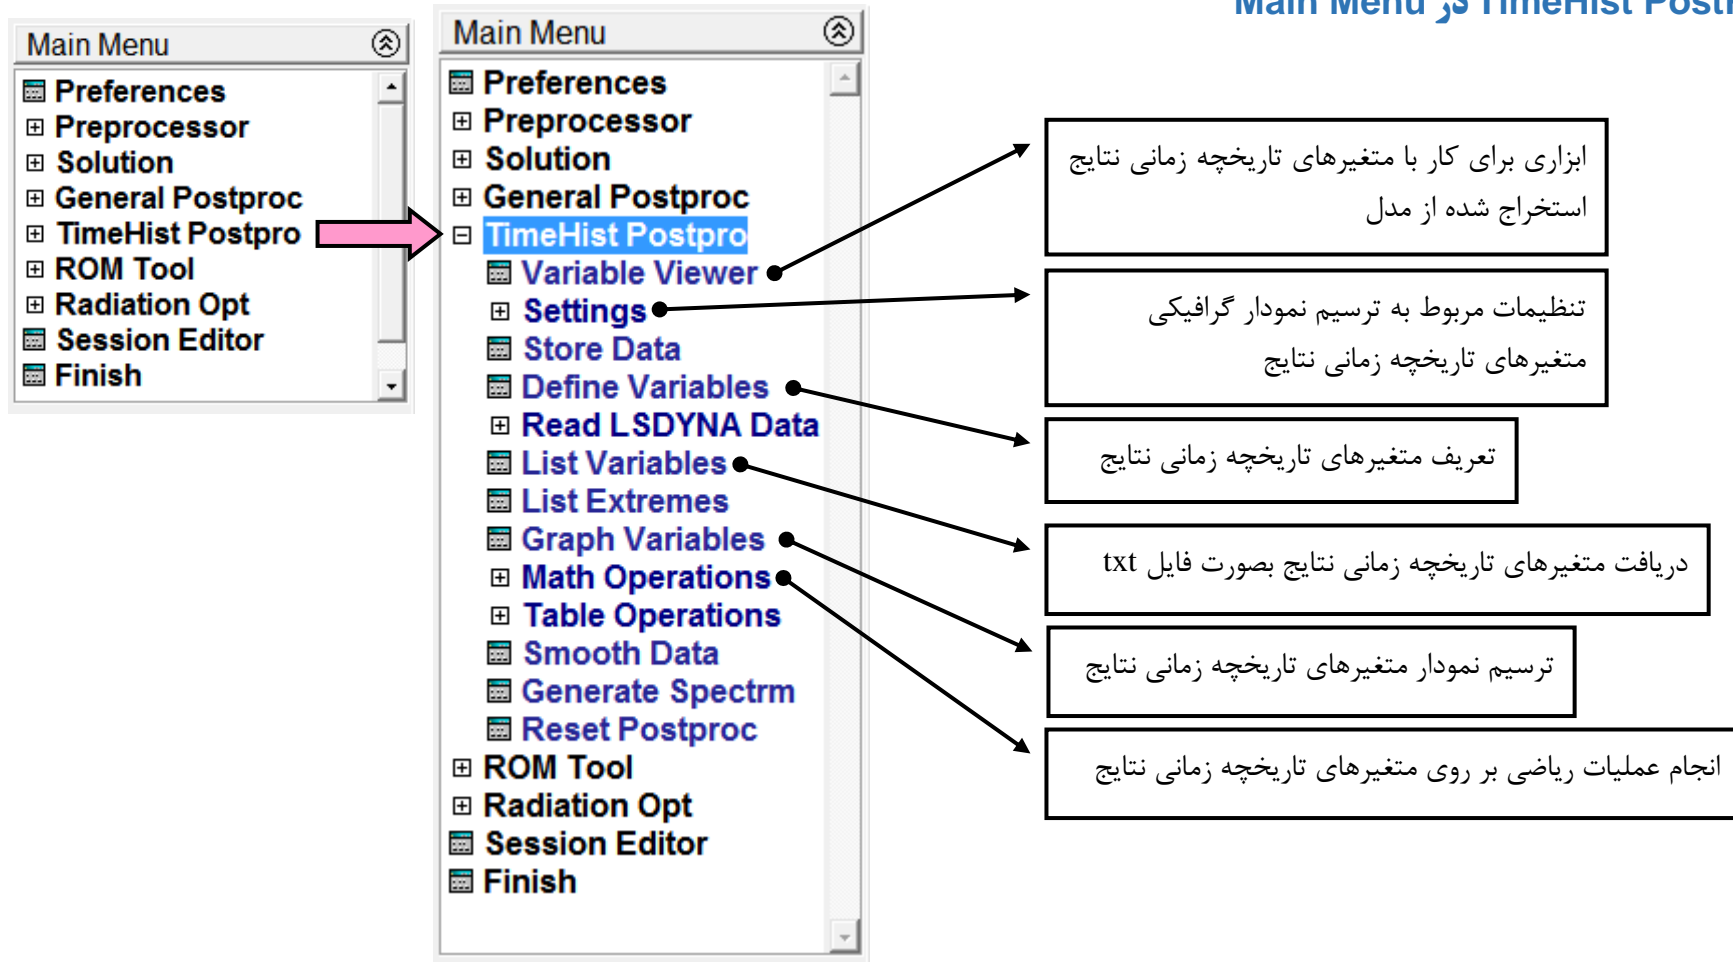 Main Menu در TimeHist Postpr
Main Menu
Preferences
Preprocessor
Solution
General Postproc
TimeHist Postpro
ROM Tool
Radiation Opt
Session Editor
Finish
Main Menu
Preferences
Preprocessor
Solution
General Postproc
TimeHist Postpro
Variable Viewer
Settings
Store Data
Define Variables
Read LSDYNA Data
List Variables
List Extremes
Graph Variables
Math Operations
Table Operations
Smooth Data
Generate Spectrm
Reset Postproc
ROM Tool
Radiation Opt
Session Editor
Finish
ابزاری برای کار با متغیرهای تاریخچه زمانی نتایج
استخراج شده از مدل
تنظیمات مربوط به ترسیم نمودار گرافیکی
متغیرهای تاریخچه زمانی نتایج
تعریف متغیرهای تاریخچه زمانی نتایج
دریافت متغیرهای تاریخچه زمانی نتایج بصورت فایل txt
ترسیم نمودار متغیرهای تاریخچه زمانی نتایج
انجام عملیات ریاضی بر روی متغیرهای تاریخچه زمانی نتایج